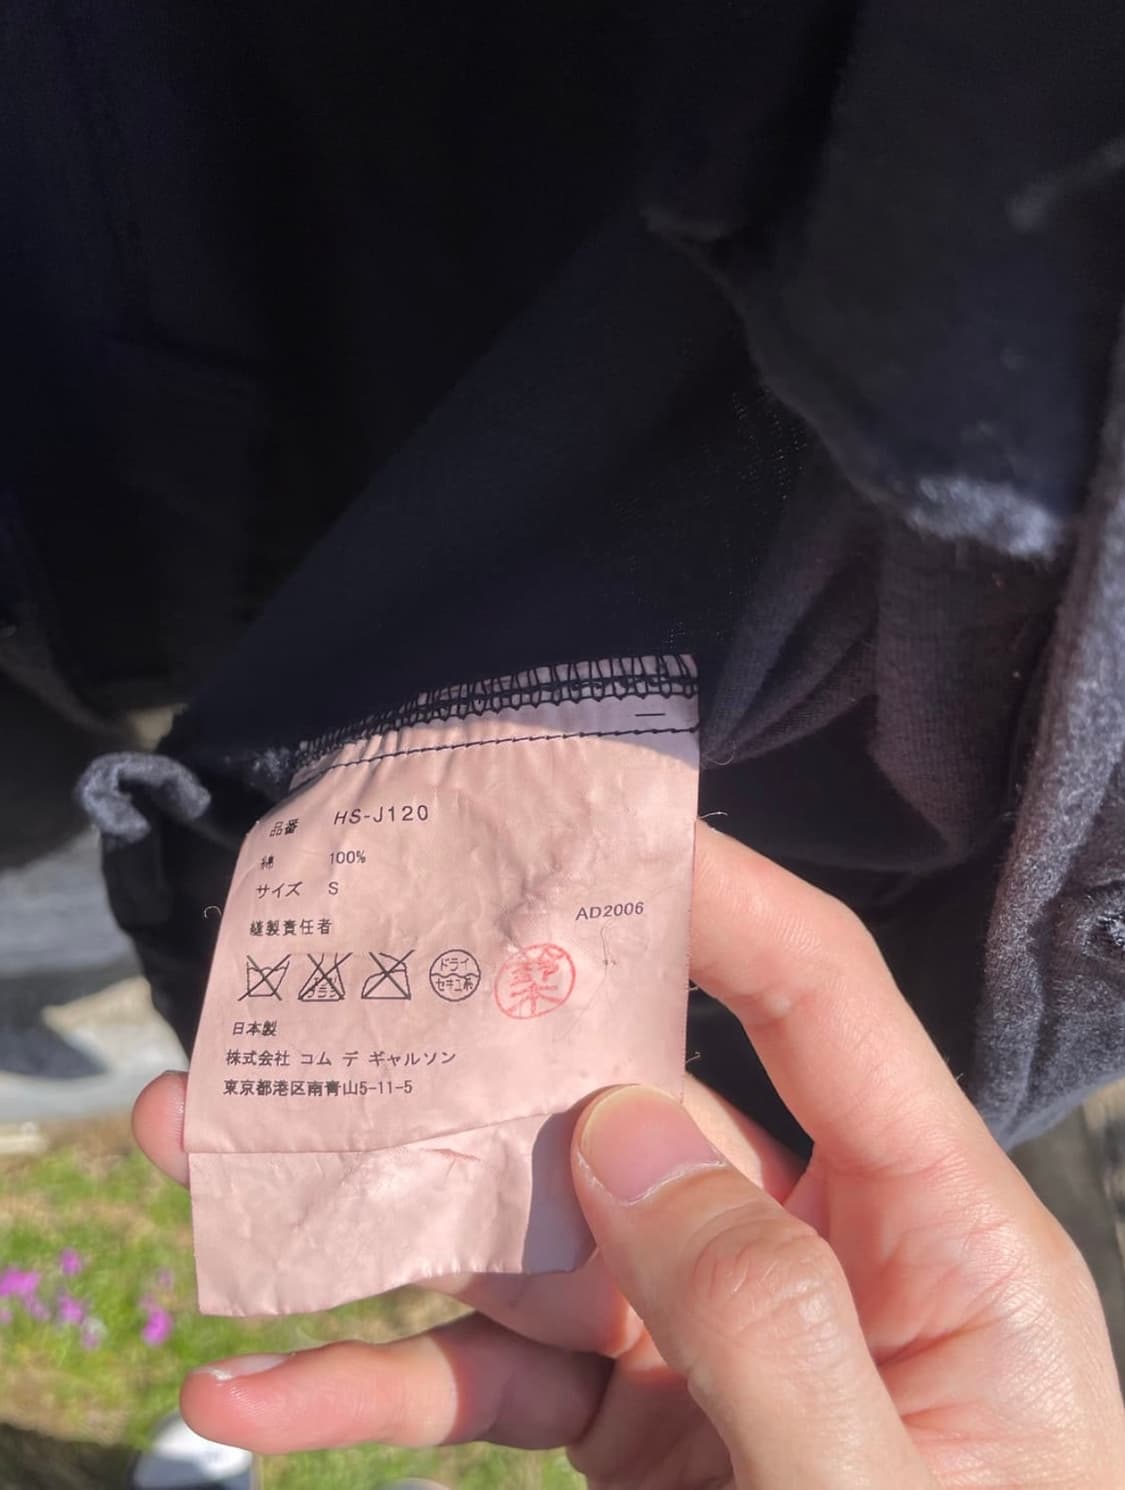 品番 HS-J120
綿 100%
サイズ S
縫製責任者
AD2006
ドライ
セキユ系
鈴木
日本製
株式会社 コム デ ギャルソン
東京都港区南青山5-11-5